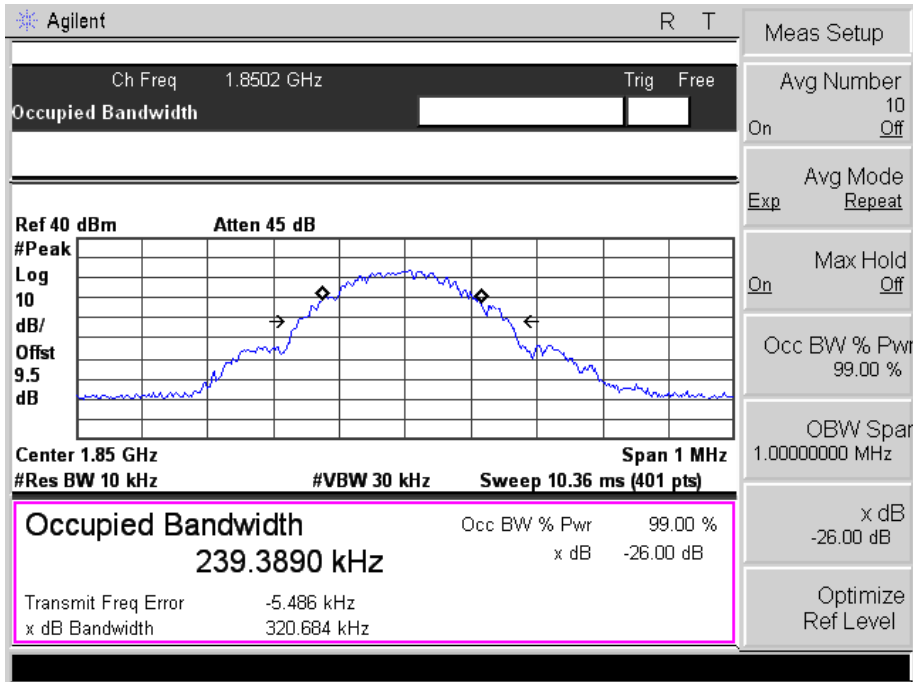 Agilent R T
Ch Freq 1.8502 GHz Trig Free
Occupied Bandwidth
Ref 40 dBm Atten 45 dB
#Peak
Log
10
dB/
Offst
9.5
dB
Center 1.85 GHz Span 1 MHz
#Res BW 10 kHz #VBW 30 kHz Sweep 10.36 ms (401 pts)
Occupied Bandwidth Occ BW % Pwr 99.00 %
239.3890 kHz x dB -26.00 dB
Transmit Freq Error -5.486 kHz
x dB Bandwidth 320.684 kHz
Meas Setup
Avg Number
10
On Off
Avg Mode
Exp Repeat
Max Hold
On Off
Occ BW % Pwr
99.00 %
OBW Span
1.00000000 MHz
x dB
-26.00 dB
Optimize
Ref Level